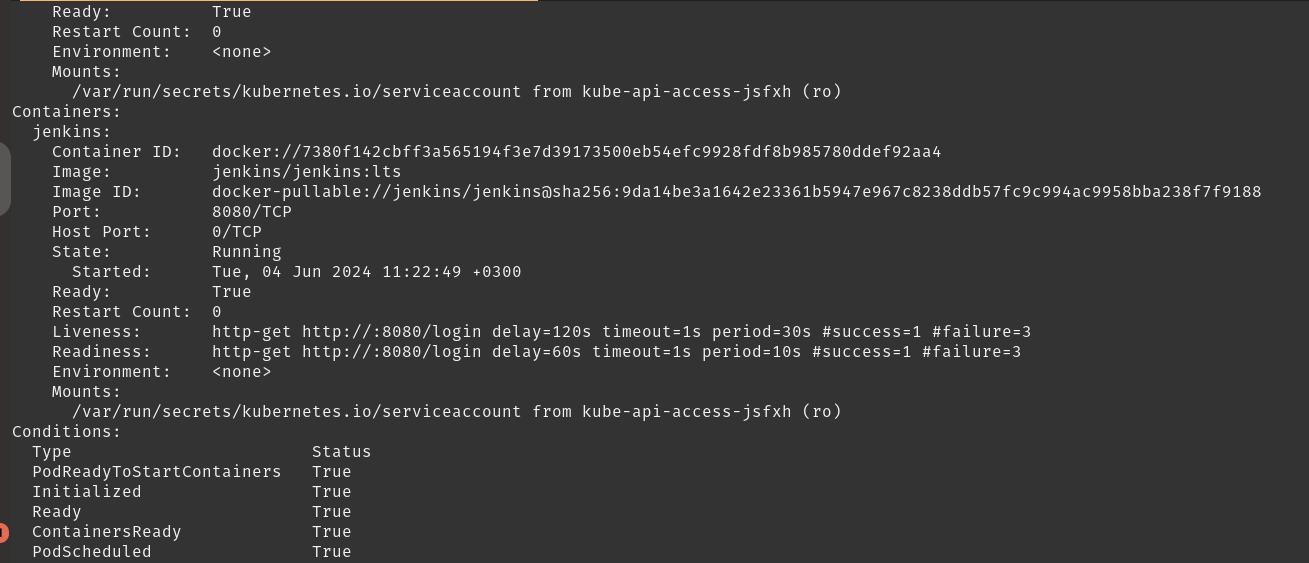 Ready:          True
Restart Count:  0
Environment:    <none>
Mounts:
/var/run/secrets/kubernetes.io/serviceaccount from kube-api-access-jsfxh (ro)
Containers:
jenkins:
Container ID:   docker://7380f142cbff3a565194f3e7d39173500eb54efc9928fdf8b985780ddef92aa4
Image:          jenkins/jenkins:lts
Image ID:       docker-pullable://jenkins/jenkins@sha256:9da14be3a1642e23361b5947e967c8238ddb57fc9c994ac9958bba238f7f9188
Port:           8080/TCP
Host Port:      0/TCP
State:          Running
Started:      Tue, 04 Jun 2024 11:22:49 +0300
Ready:          True
Restart Count:  0
Liveness:       http-get http://:8080/login delay=120s timeout=1s period=30s #success=1 #failure=3
Readiness:      http-get http://:8080/login delay=60s timeout=1s period=10s #success=1 #failure=3
Environment:    <none>
Mounts:
/var/run/secrets/kubernetes.io/serviceaccount from kube-api-access-jsfxh (ro)
Conditions:
Type                        Status
PodReadyToStartContainers   True
Initialized                 True
Ready                       True
ContainersReady             True
PodScheduled                True